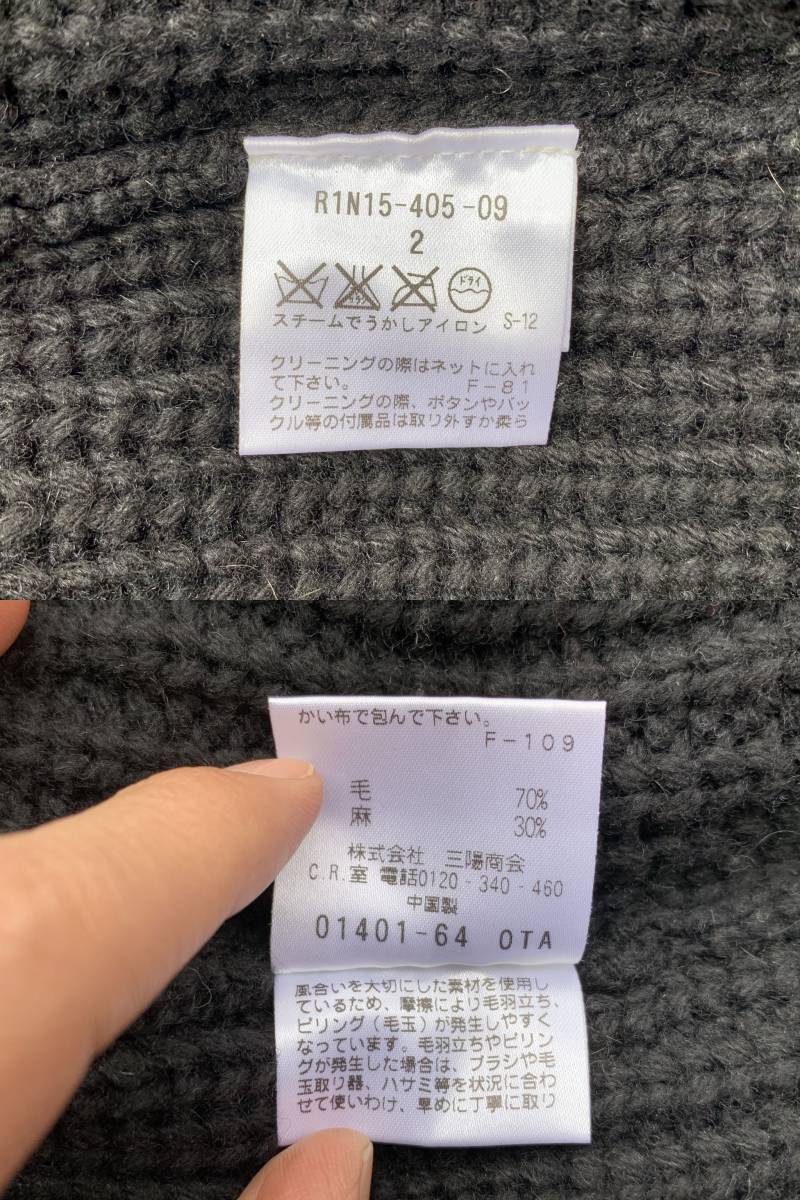 R1N15-405-09
2
ドライ
スチームでうかしアイロン S-12
クリーニングの際はネットに入れ
て下さい。 F-81
クリーニングの際、ボタンやバッ
クル等の付属品は取り外すか柔ら
かい布で包んで下さい。
F-109
毛 70%
麻 30%
株式会社 三陽商会
C.R.室 電話0120-340-460
中国製
01401-64 OTA
風合いを大切にした素材を使用し
ているため、摩擦により毛羽立ち、
ピリング(毛玉)が発生しやすく
なっています。毛羽立ちやピリン
グが発生した場合は、ブラシや毛
玉取り器、ハサミ等を状況に合わ
せて使いわけ、早めに丁寧に取り